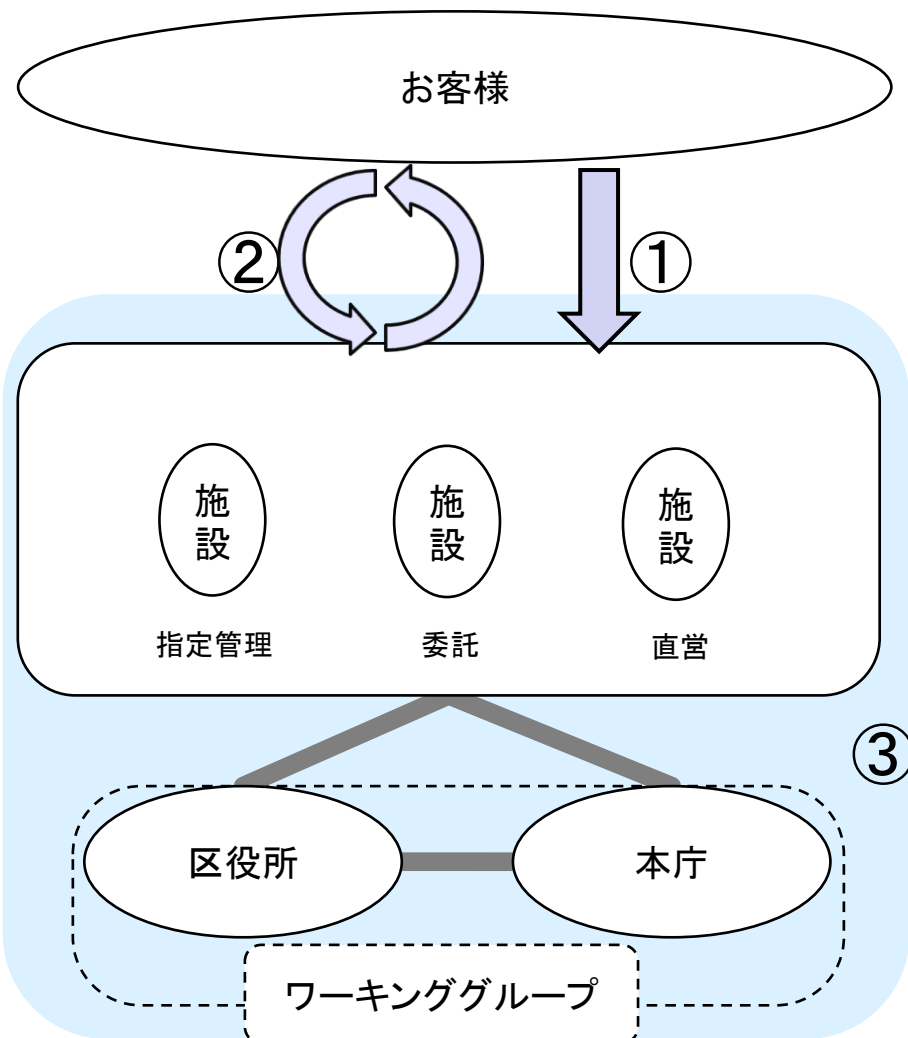 お客様
②
①
施設
施設
施設
指定管理
委託
直営
③
区役所
本庁
ワーキンググループ